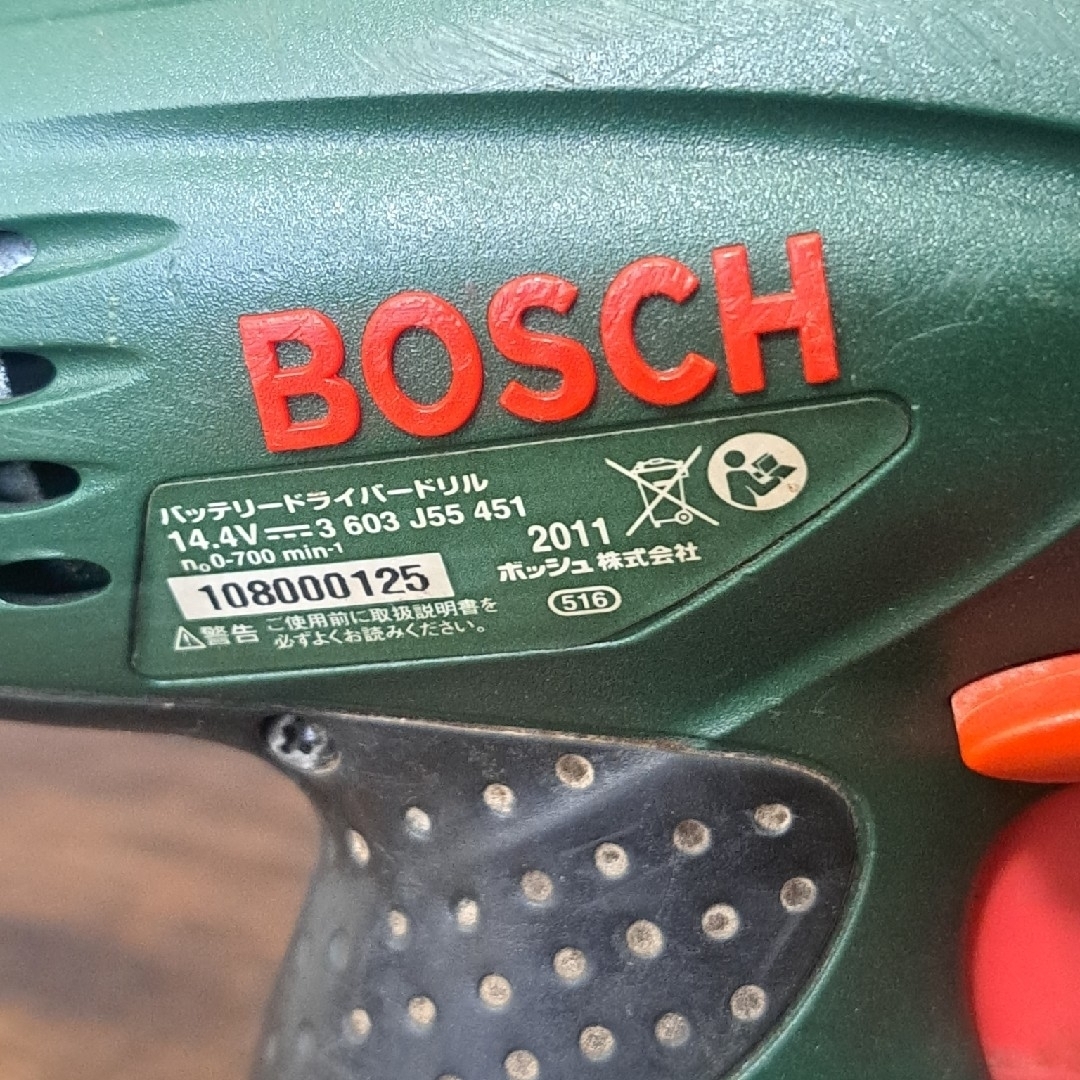 BOSCH
バッテリードライバードリル
14.4V⎓3 603 J55 451
n₀0-700 min-¹
2011
108000125
ボッシュ株式会社
516
⚠警告 ご使用前に取扱説明書を
必ずよくお読みください。